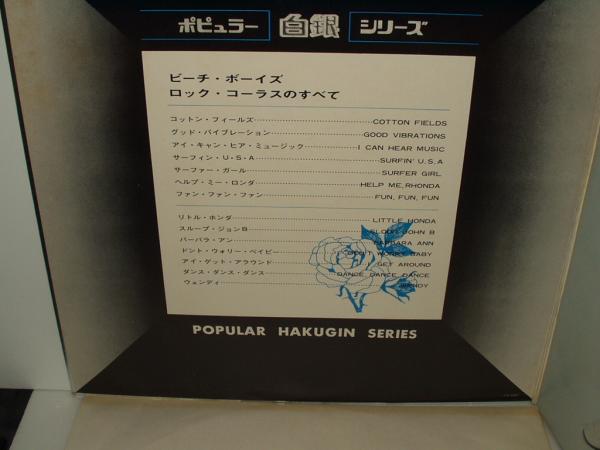 ポピュラー 白銀 シリーズ
ビーチ・ボーイズ
ロック・コーラスのすべて
コットン・フィールズ COTTON FIELDS
グッド・バイブレーション GOOD VIBRATIONS
アイ・キャン・ヒア・ミュージック I CAN HEAR MUSIC
サーフィン・U・S・A SURFIN' U.S.A
サーファー・ガール SURFER GIRL
ヘルプ・ミー・ロンダ HELP ME, RHONDA
ファン・ファン・ファン FUN, FUN, FUN
リトル・ホンダ LITTLE HONDA
スループ・ジョンB SLOOP JOHN B
バーバラ・アン BARBARA ANN
ドント・ウォリー・ベイビー DON'T WORRY BABY
アイ・ゲット・アラウンド GET AROUND
ダンス・ダンス・ダンス DANCE, DANCE, DANCE
ウェンディ WENDY
POPULAR HAKUGIN SERIES